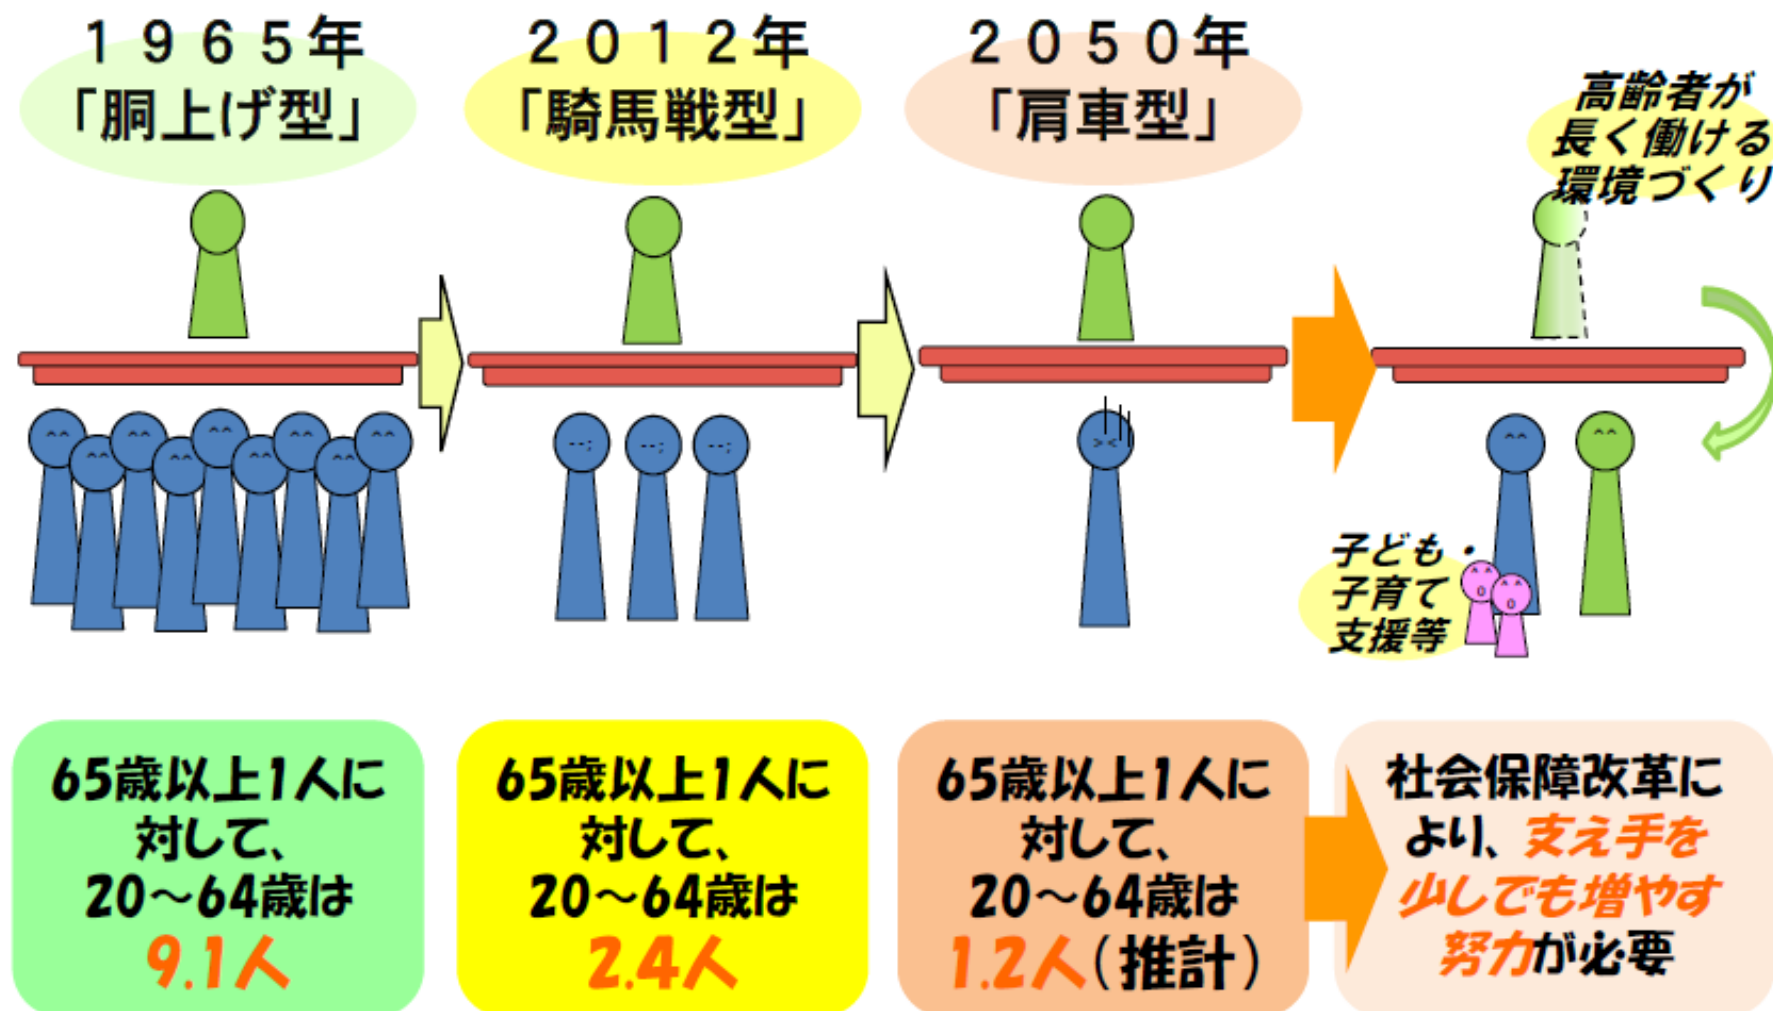 １９６５年
「胴上げ型」
２０１２年
「騎馬戦型」
２０５０年
「肩車型」
高齢者が
長く働ける
環境づくり
^^
^^
^^
^^
^^
^^
^^
^^
^^
--;
--;
--;
><
^^
^^
子ども・
子育て
支援等
65歳以上1人に
対して、
20～64歳は
9.1人
65歳以上1人に
対して、
20～64歳は
2.4人
65歳以上1人に
対して、
20～64歳は
1.2人（推計）
社会保障改革に
より、支え手を
少しでも増やす
努力が必要